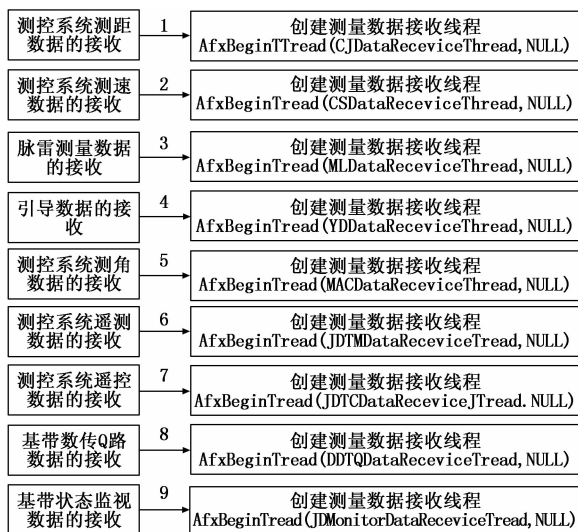 测控系统测距
数据的接收
1
创建测量数据接收线程
AfxBeginTTread(CJDataReceviceThread,NULL)
测控系统测速
数据的接收
2
创建测量数据接收线程
AfxBeginTread(CSDataReceviceThread,NULL)
脉雷测量数据
的接收
3
创建测量数据接收线程
AfxBeginTread(MLDataReceviceThread,NULL)
引导数据的接
收
4
创建测量数据接收线程
AfxBeginTread(YDDataReceviceThread,NULL)
测控系统测角
数据的接收
5
创建测量数据接收线程
AfxBeginTread(MACDataReceviceThread,NULL)
测控系统遥测
数据的接收
6
创建测量数据接收线程
AfxBeginTread(JDTMDataReceviceTread,NULL)
测控系统遥控
数据的接收
7
创建测量数据接收线程
AfxBeginTread(JDTCDataReceviceJTread.NULL)
基带数传Q路
数据的接收
8
创建测量数据接收线程
AfxBeginTread(DDTQDataReceviceTread,NULL)
基带状态监视
数据的接收
9
创建测量数据接收线程
AfxBeginTread(JDMonitorDataReceviceTread,NULL)